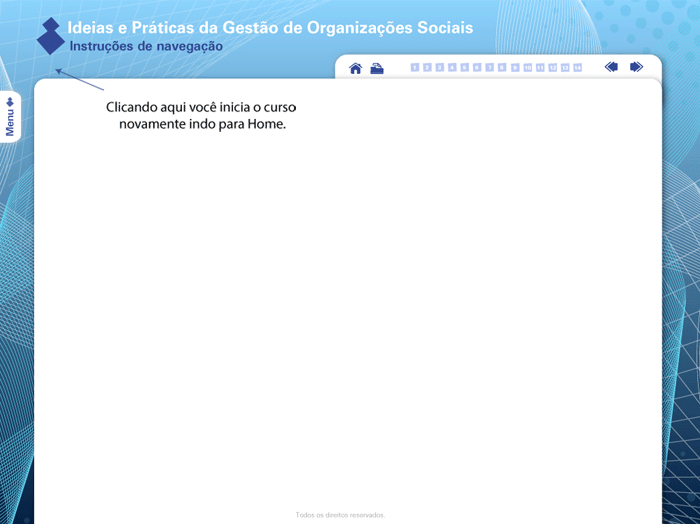 Ideias e Práticas da Gestão de Organizações Sociais
Instruções de navegação
1 2 3 4 5 6 7 8 9 10 11 12 13 14
Menu
Clicando aqui você inicia o curso
novamente indo para Home.
Todos os direitos reservados.